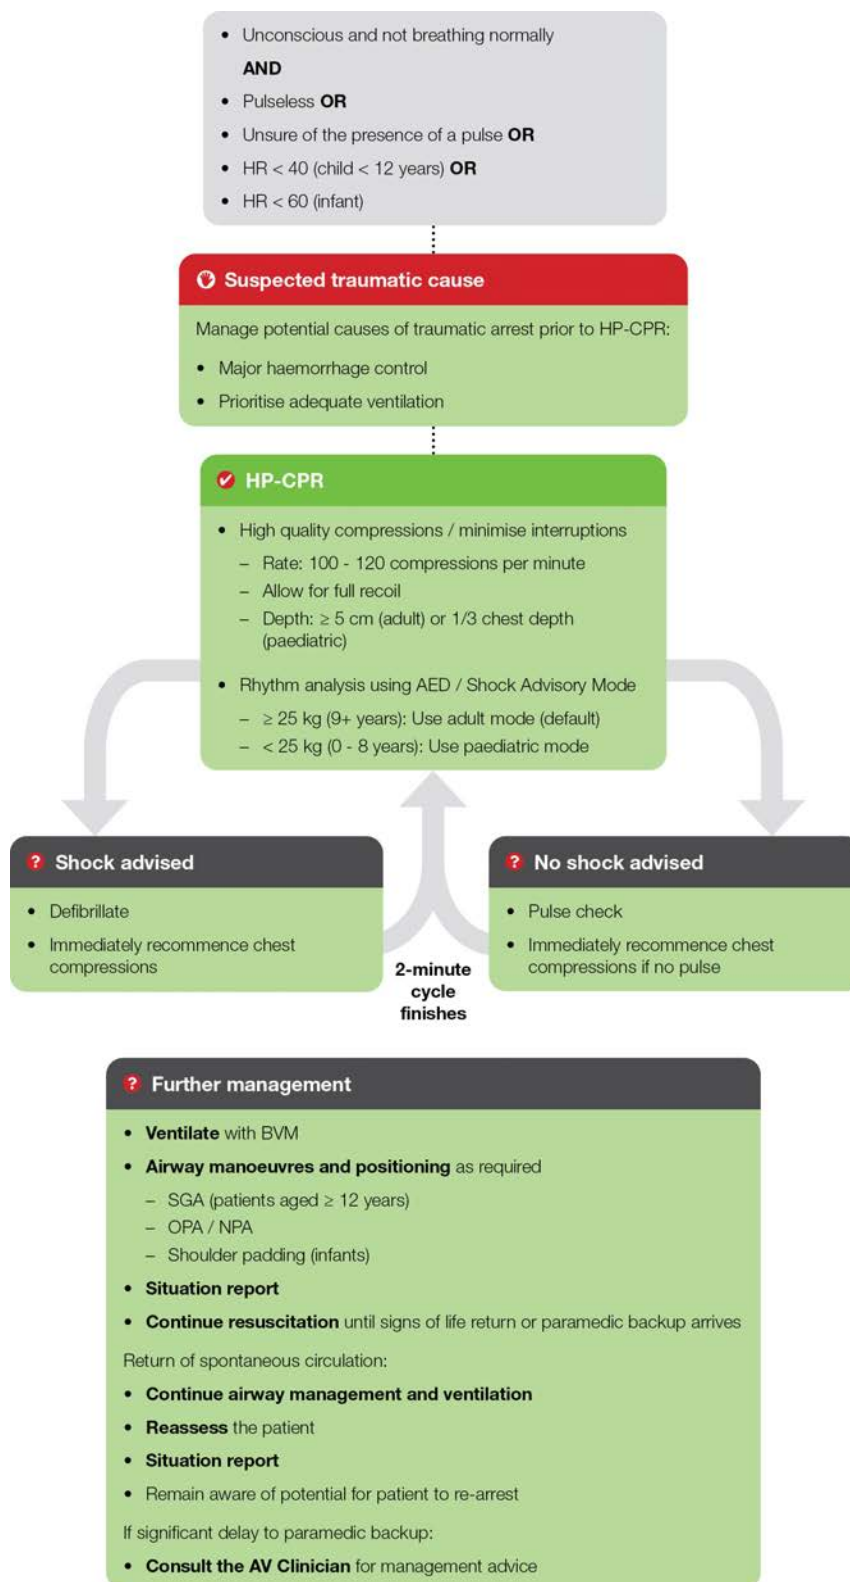 • Unconscious and not breathing normally
AND
• Pulseless OR
• Unsure of the presence of a pulse OR
• HR < 40 (child < 12 years) OR
• HR < 60 (infant)
Suspected traumatic cause
Manage potential causes of traumatic arrest prior to HP-CPR:
• Major haemorrhage control
• Prioritise adequate ventilation
HP-CPR
• High quality compressions / minimise interruptions
– Rate: 100 - 120 compressions per minute
– Allow for full recoil
– Depth: ≥ 5 cm (adult) or 1/3 chest depth
(paediatric)
• Rhythm analysis using AED / Shock Advisory Mode
– ≥ 25 kg (9+ years): Use adult mode (default)
– < 25 kg (0 - 8 years): Use paediatric mode
? Shock advised
• Defibrillate
• Immediately recommence chest
compressions
? No shock advised
• Pulse check
• Immediately recommence chest
compressions if no pulse
2-minute
cycle
finishes
? Further management
• Ventilate with BVM
• Airway manoeuvres and positioning as required
– SGA (patients aged ≥ 12 years)
– OPA / NPA
– Shoulder padding (infants)
• Situation report
• Continue resuscitation until signs of life return or paramedic backup arrives
Return of spontaneous circulation:
• Continue airway management and ventilation
• Reassess the patient
• Situation report
• Remain aware of potential for patient to re-arrest
If significant delay to paramedic backup:
• Consult the AV Clinician for management advice